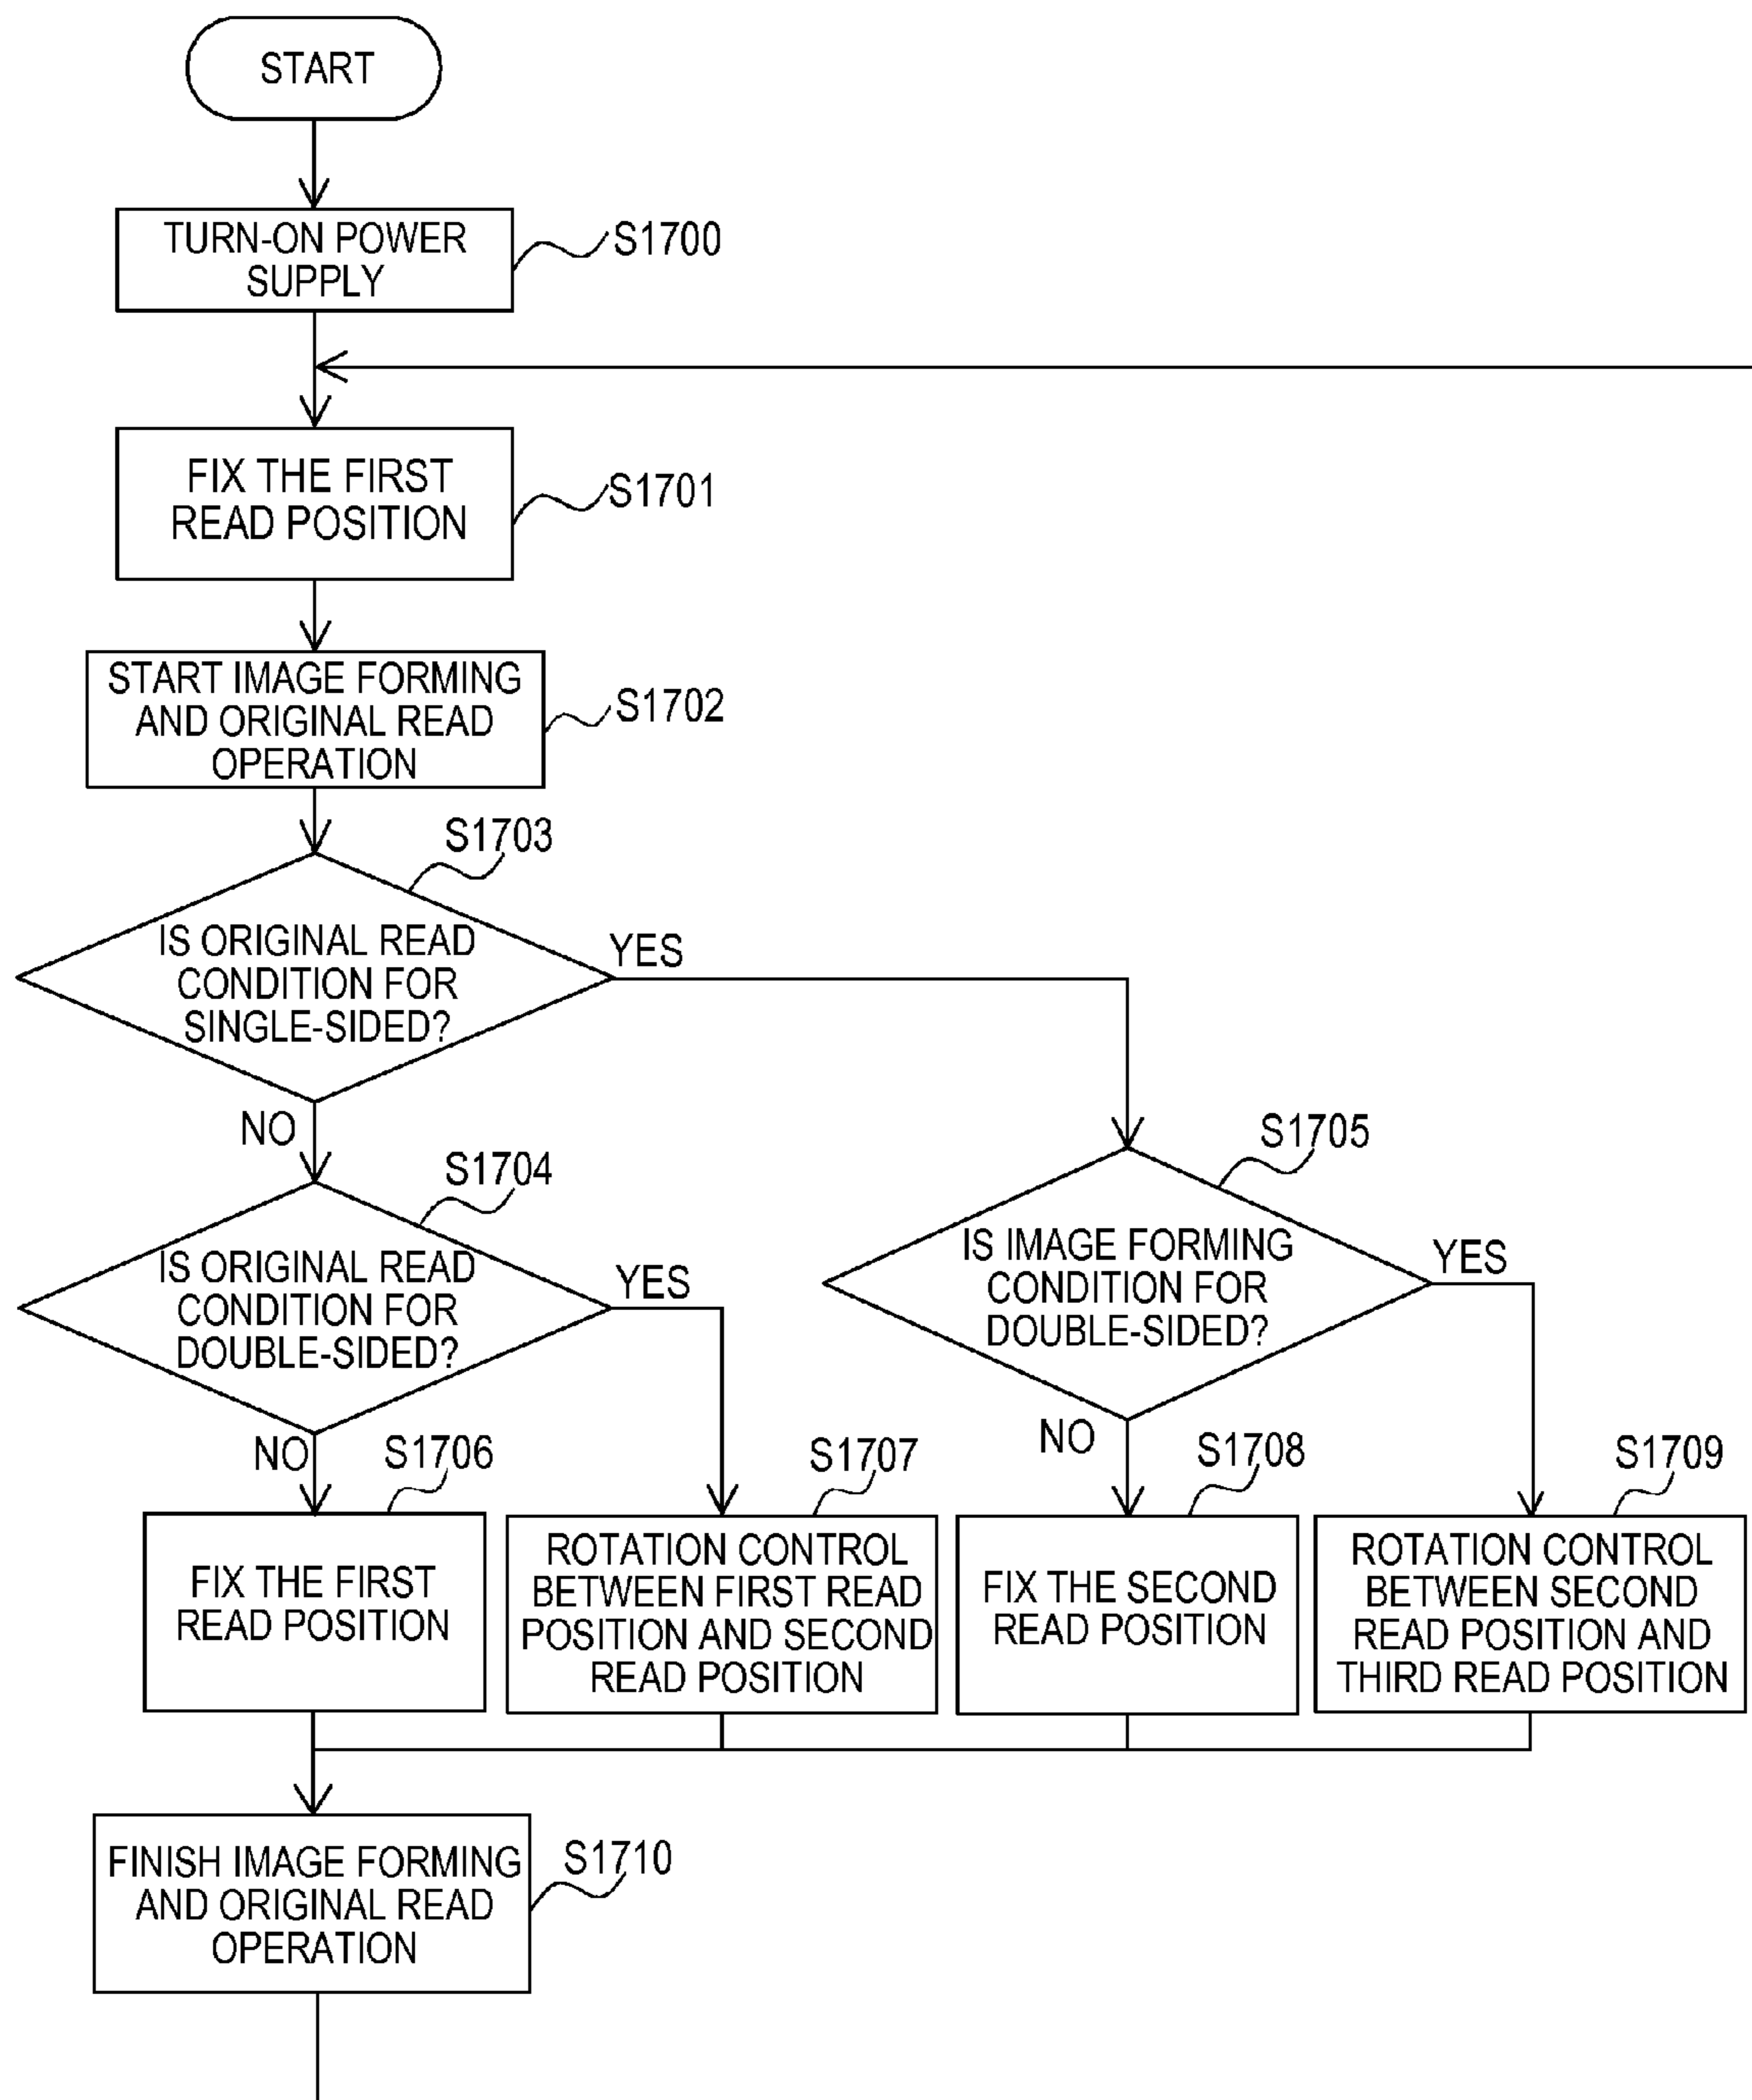 START
TURN-ON POWER
SUPPLY
S1700
FIX THE FIRST
READ POSITION
S1701
START IMAGE FORMING
AND ORIGINAL READ
OPERATION
S1702
S1703
IS ORIGINAL READ
CONDITION FOR
SINGLE-SIDED?
YES
NO
S1704
IS ORIGINAL READ
CONDITION FOR
DOUBLE-SIDED?
YES
NO
S1705
IS IMAGE FORMING
CONDITION FOR
DOUBLE-SIDED?
YES
NO
S1706
FIX THE FIRST
READ POSITION
S1707
ROTATION CONTROL
BETWEEN FIRST READ
POSITION AND SECOND
READ POSITION
S1708
FIX THE SECOND
READ POSITION
S1709
ROTATION CONTROL
BETWEEN SECOND
READ POSITION AND
THIRD READ POSITION
FINISH IMAGE FORMING
AND ORIGINAL READ
OPERATION
S1710